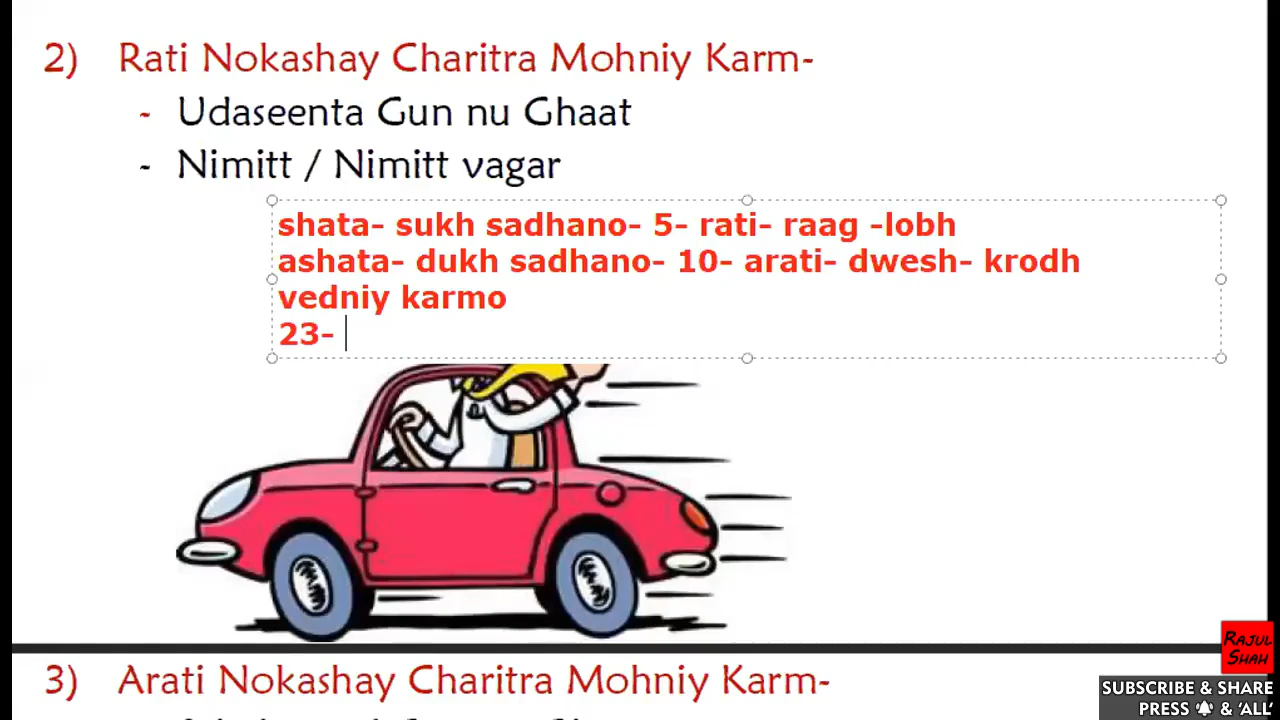 2) Rati Nokashay Charitra Mohniy Karm-
- Udaseenta Gun nu Ghaat
- Nimitt / Nimitt vagar
shata- sukh sadhano- 5- rati- raag -lobh
ashata- dukh sadhano- 10- arati- dwesh- krodh
vedniy karmo
23-
3) Arati Nokashay Charitra Mohniy Karm-
RAJUL
SHAH
SUBSCRIBE & SHARE
PRESS & ‘ALL’